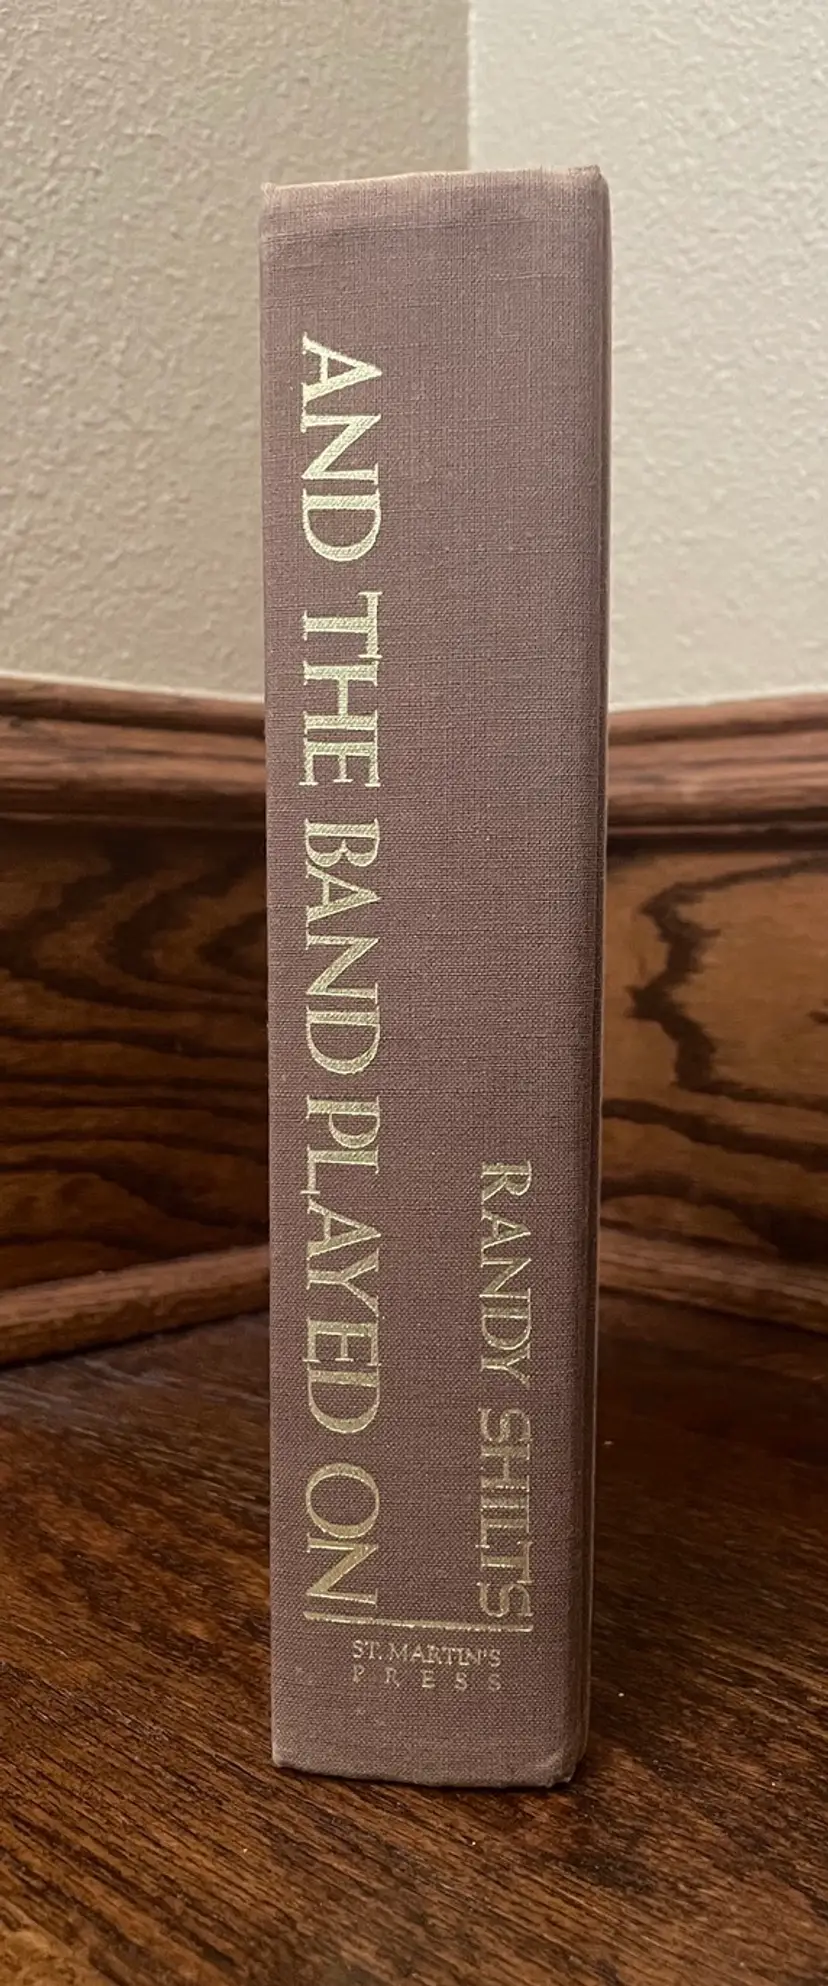 AND THE BAND PLAYED ON
RANDY SHILTS
ST. MARTIN'S
PRESS